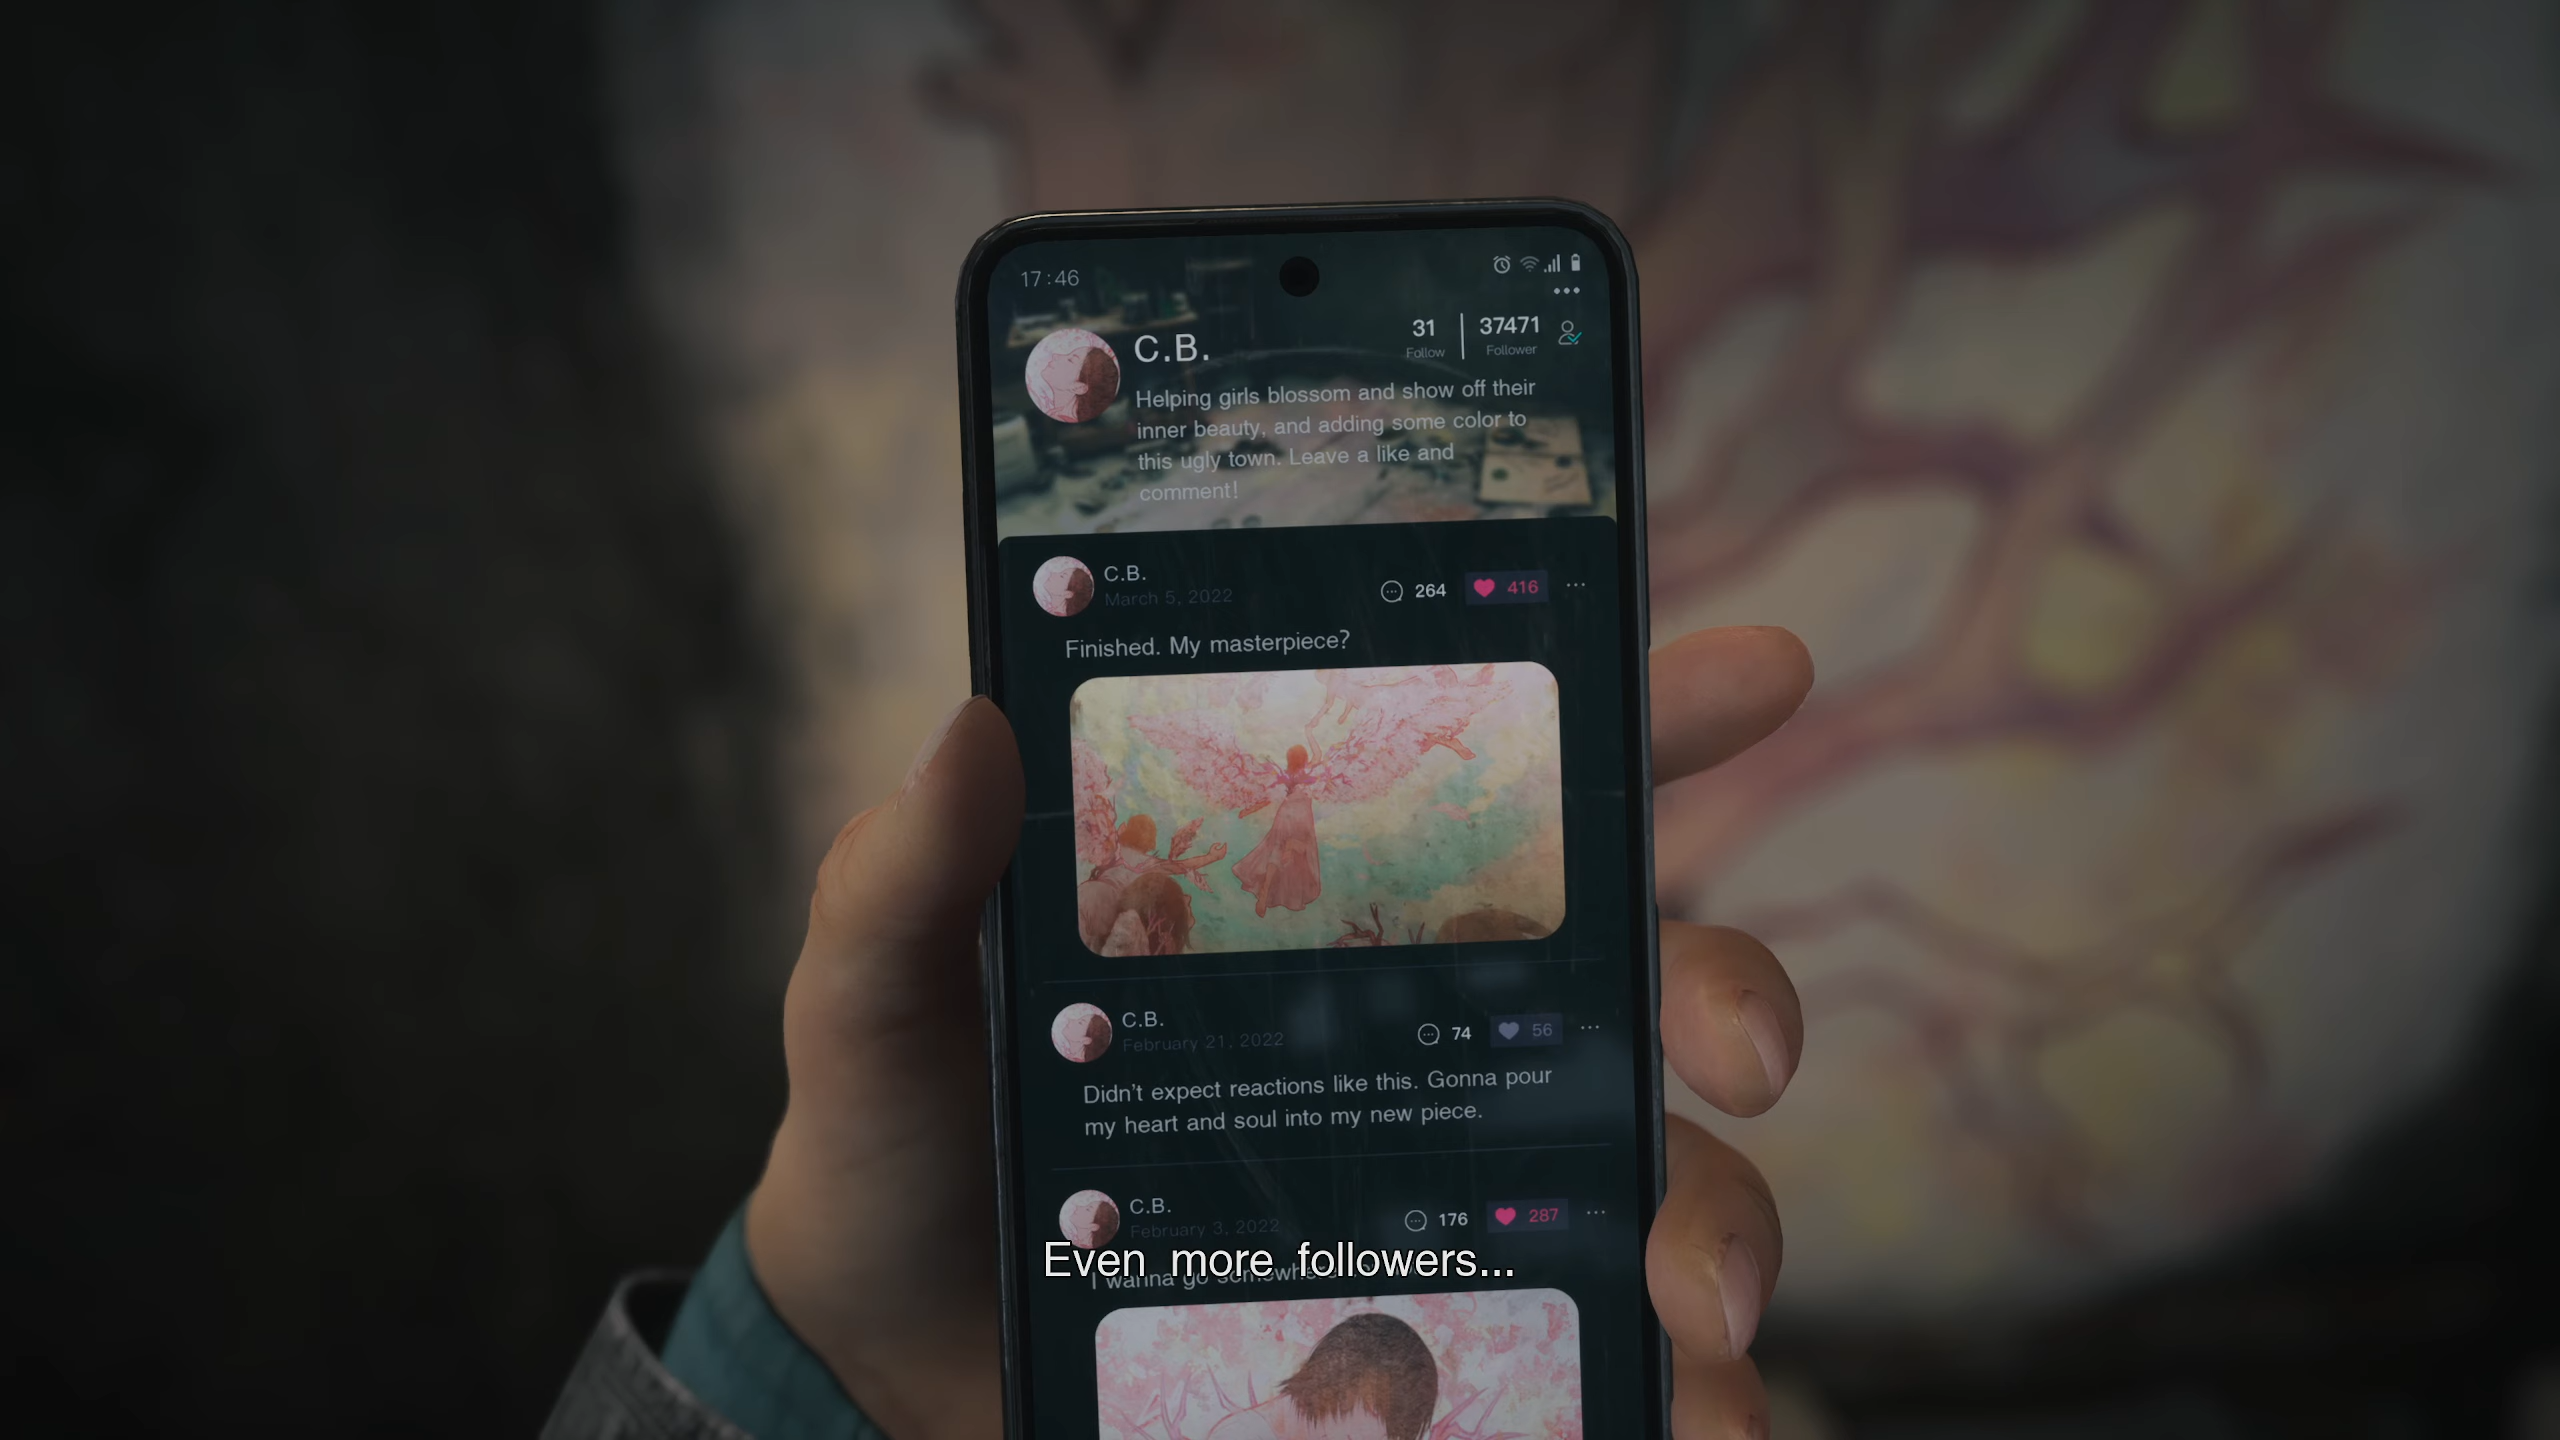 17:46
C.B.
31
Follow
37471
Follower
Helping girls blossom and show off their
inner beauty, and adding some color to
this ugly town. Leave a like and
comment!
C.B.
March 5, 2022
264
416
Finished. My masterpiece?
C.B.
February 21, 2022
74
56
Didn't expect reactions like this. Gonna pour
my heart and soul into my new piece.
C.B.
February 3, 2022
176
287
I wanna go
Even more followers...